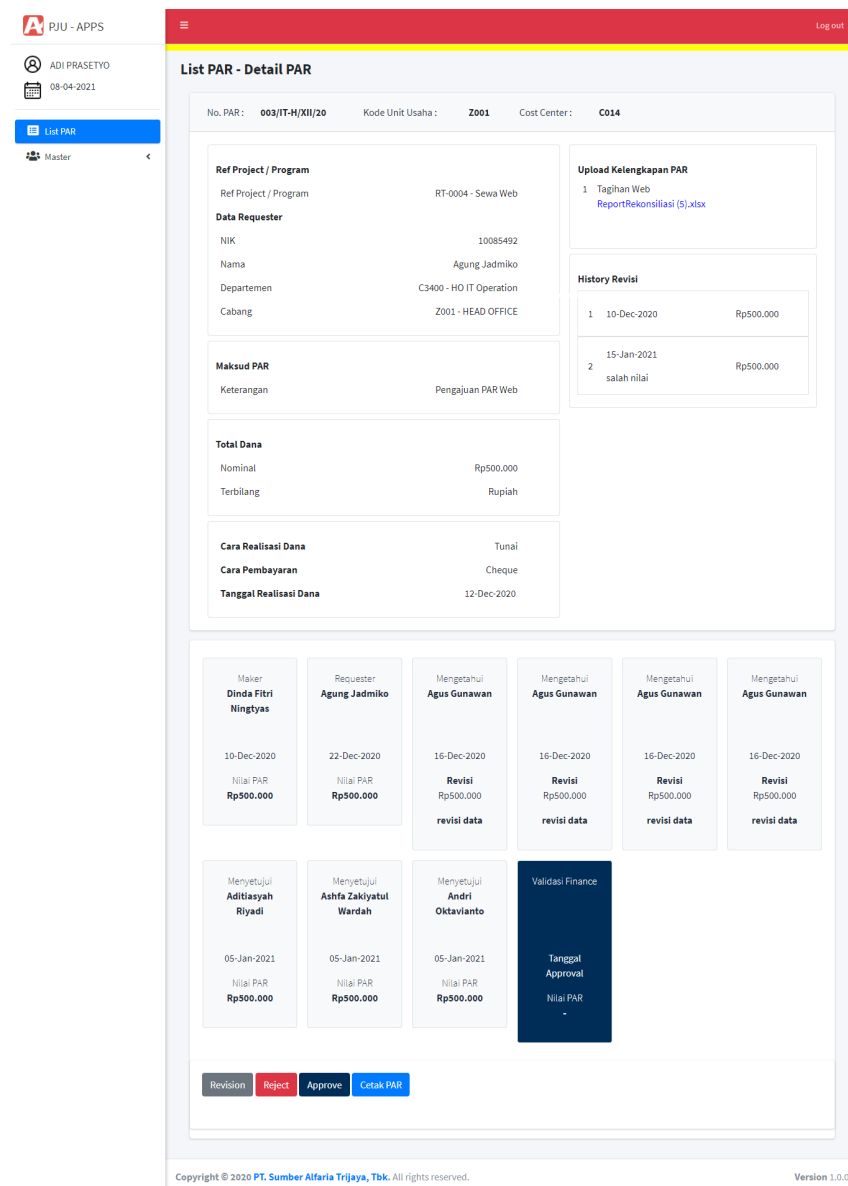 PJU - APPS
Log out
ADI PRASETYO
08-04-2021
List PAR
Master
List PAR - Detail PAR
No. PAR : 003/IT-H/XII/20 Kode Unit Usaha : Z001 Cost Center : C014
Ref Project / Program
Ref Project / Program RT-0004 - Sewa Web
Data Requester
NIK 10085492
Nama Agung Jadmiko
Departemen C3400 - HO IT Operation
Cabang Z001 - HEAD OFFICE
Upload Kelengkapan PAR
1 Tagihan Web
ReportRekonsiliasi (5).xlsx
History Revisi
1 10-Dec-2020 Rp500.000
15-Jan-2021
2 Rp500.000
salah nilai
Maksud PAR
Keterangan Pengajuan PAR Web
Total Dana
Nominal Rp500.000
Terbilang Rupiah
Cara Realisasi Dana Tunai
Cara Pembayaran Cheque
Tanggal Realisasi Dana 12-Dec-2020
Maker
Dinda Fitri
Ningtyas
10-Dec-2020
Nilai PAR
Rp500.000
Requester
Agung Jadmiko
22-Dec-2020
Nilai PAR
Rp500.000
Mengetahui
Agus Gunawan
16-Dec-2020
Revisi
Rp500.000
revisi data
Mengetahui
Agus Gunawan
16-Dec-2020
Revisi
Rp500.000
revisi data
Mengetahui
Agus Gunawan
16-Dec-2020
Revisi
Rp500.000
revisi data
Mengetahui
Agus Gunawan
16-Dec-2020
Revisi
Rp500.000
revisi data
Menyetujui
Aditiasyah
Riyadi
05-Jan-2021
Nilai PAR
Rp500.000
Menyetujui
Ashfa Zakiyatul
Wardah
05-Jan-2021
Nilai PAR
Rp500.000
Menyetujui
Andri
Oktavianto
05-Jan-2021
Nilai PAR
Rp500.000
Validasi Finance
Tanggal
Approval
Nilai PAR
-
Revision Reject Approve Cetak PAR
Copyright © 2020 PT. Sumber Alfaria Trijaya, Tbk. All rights reserved. Version 1.0.0